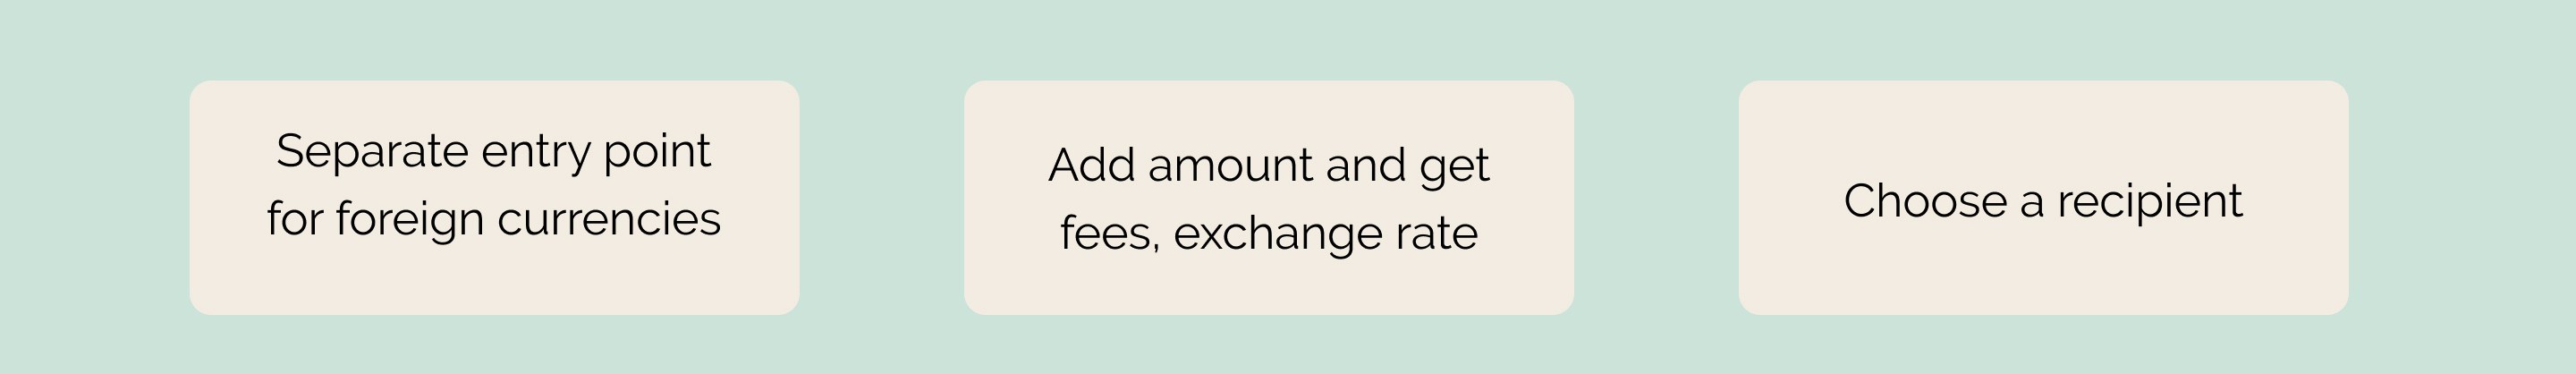 Separate entry point
for foreign currencies
Add amount and get
fees, exchange rate
Choose a recipient